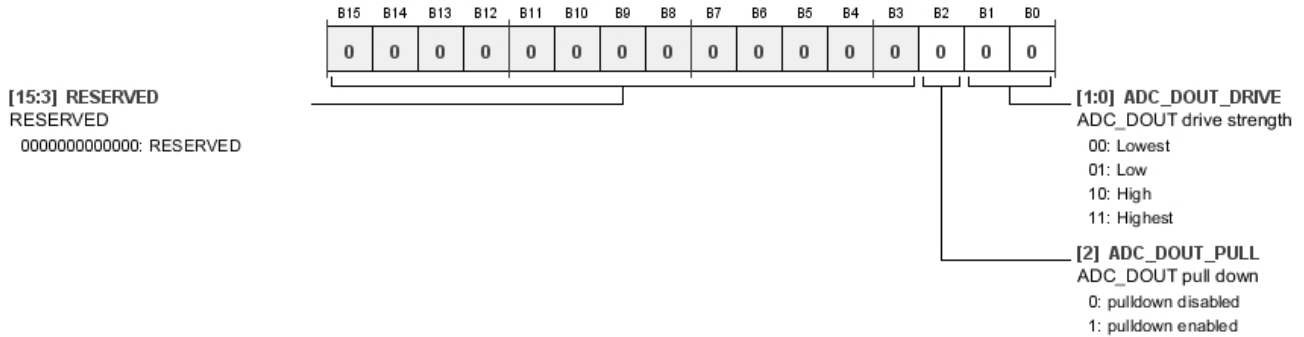 B15 B14 B13 B12 B11 B10 B9 B8 B7 B6 B5 B4 B3 B2 B1 B0
0 0 0 0 0 0 0 0 0 0 0 0 0 0 0 0
[15:3] RESERVED
RESERVED
0000000000000: RESERVED
[1:0] ADC_DOUT_DRIVE
ADC_DOUT drive strength
00: Lowest
01: Low
10: High
11: Highest
[2] ADC_DOUT_PULL
ADC_DOUT pull down
0: pulldown disabled
1: pulldown enabled